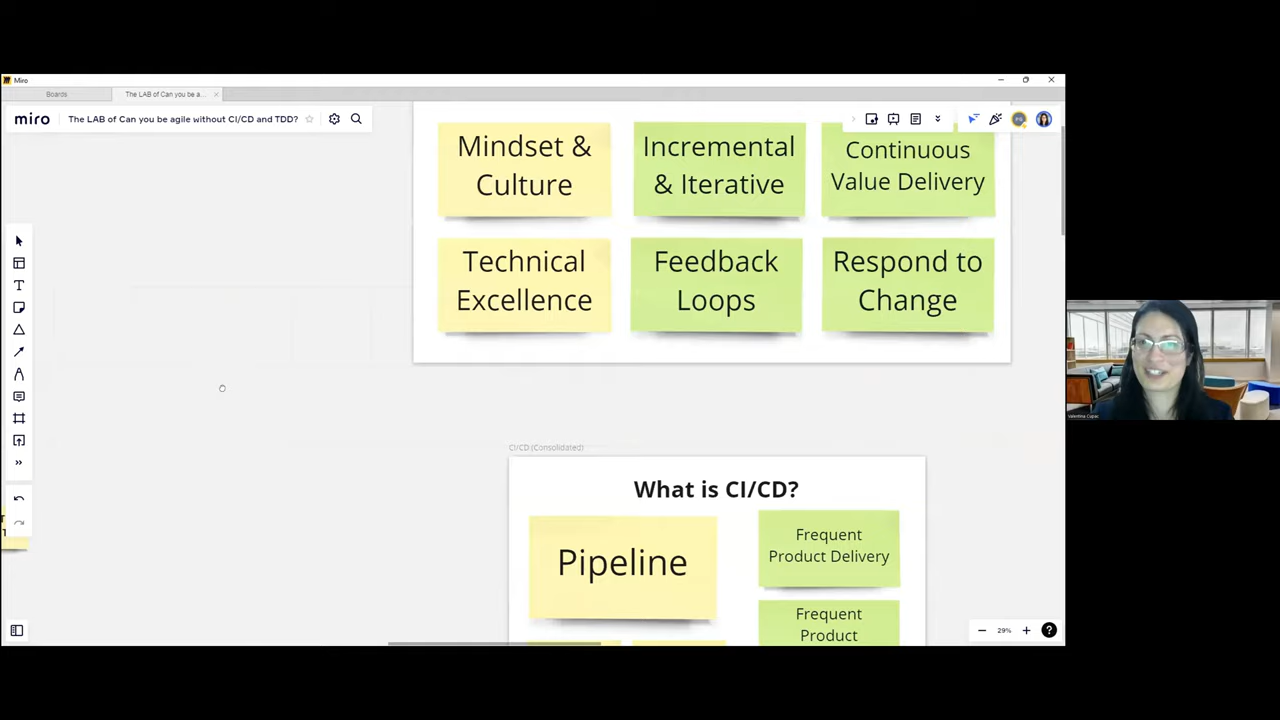 Miro
Boards
The LAB of Can you be a...
miro
The LAB of Can you be agile without CI/CD and TDD?
Mindset &
Culture
Incremental
& Iterative
Continuous
Value Delivery
Technical
Excellence
Feedback
Loops
Respond to
Change
CI/CD (Consolidated)
What is CI/CD?
Pipeline
Frequent
Product Delivery
Frequent
Product
29%
Valentina Cupac